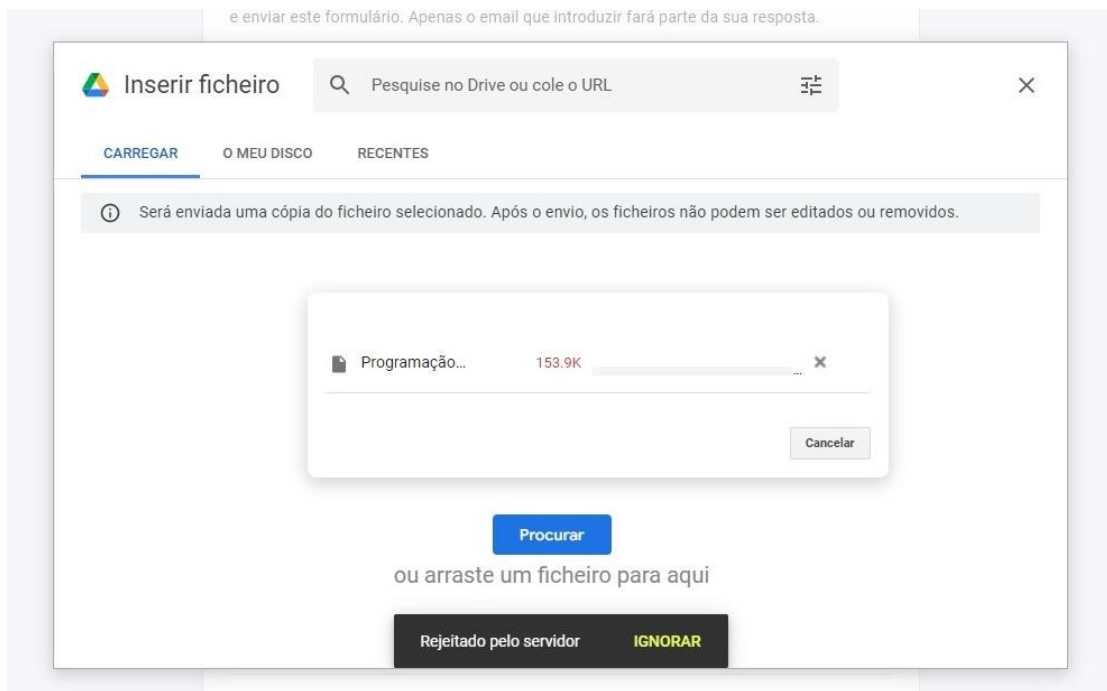 e enviar este formulário. Apenas o email que introduzir fará parte da sua resposta.
Inserir ficheiro
Pesquise no Drive ou cole o URL
CARREGAR O MEU DISCO RECENTES
Será enviada uma cópia do ficheiro selecionado. Após o envio, os ficheiros não podem ser editados ou removidos.
Programação... 153.9K ...
Cancelar
Procurar
ou arraste um ficheiro para aqui
Rejeitado pelo servidor IGNORAR